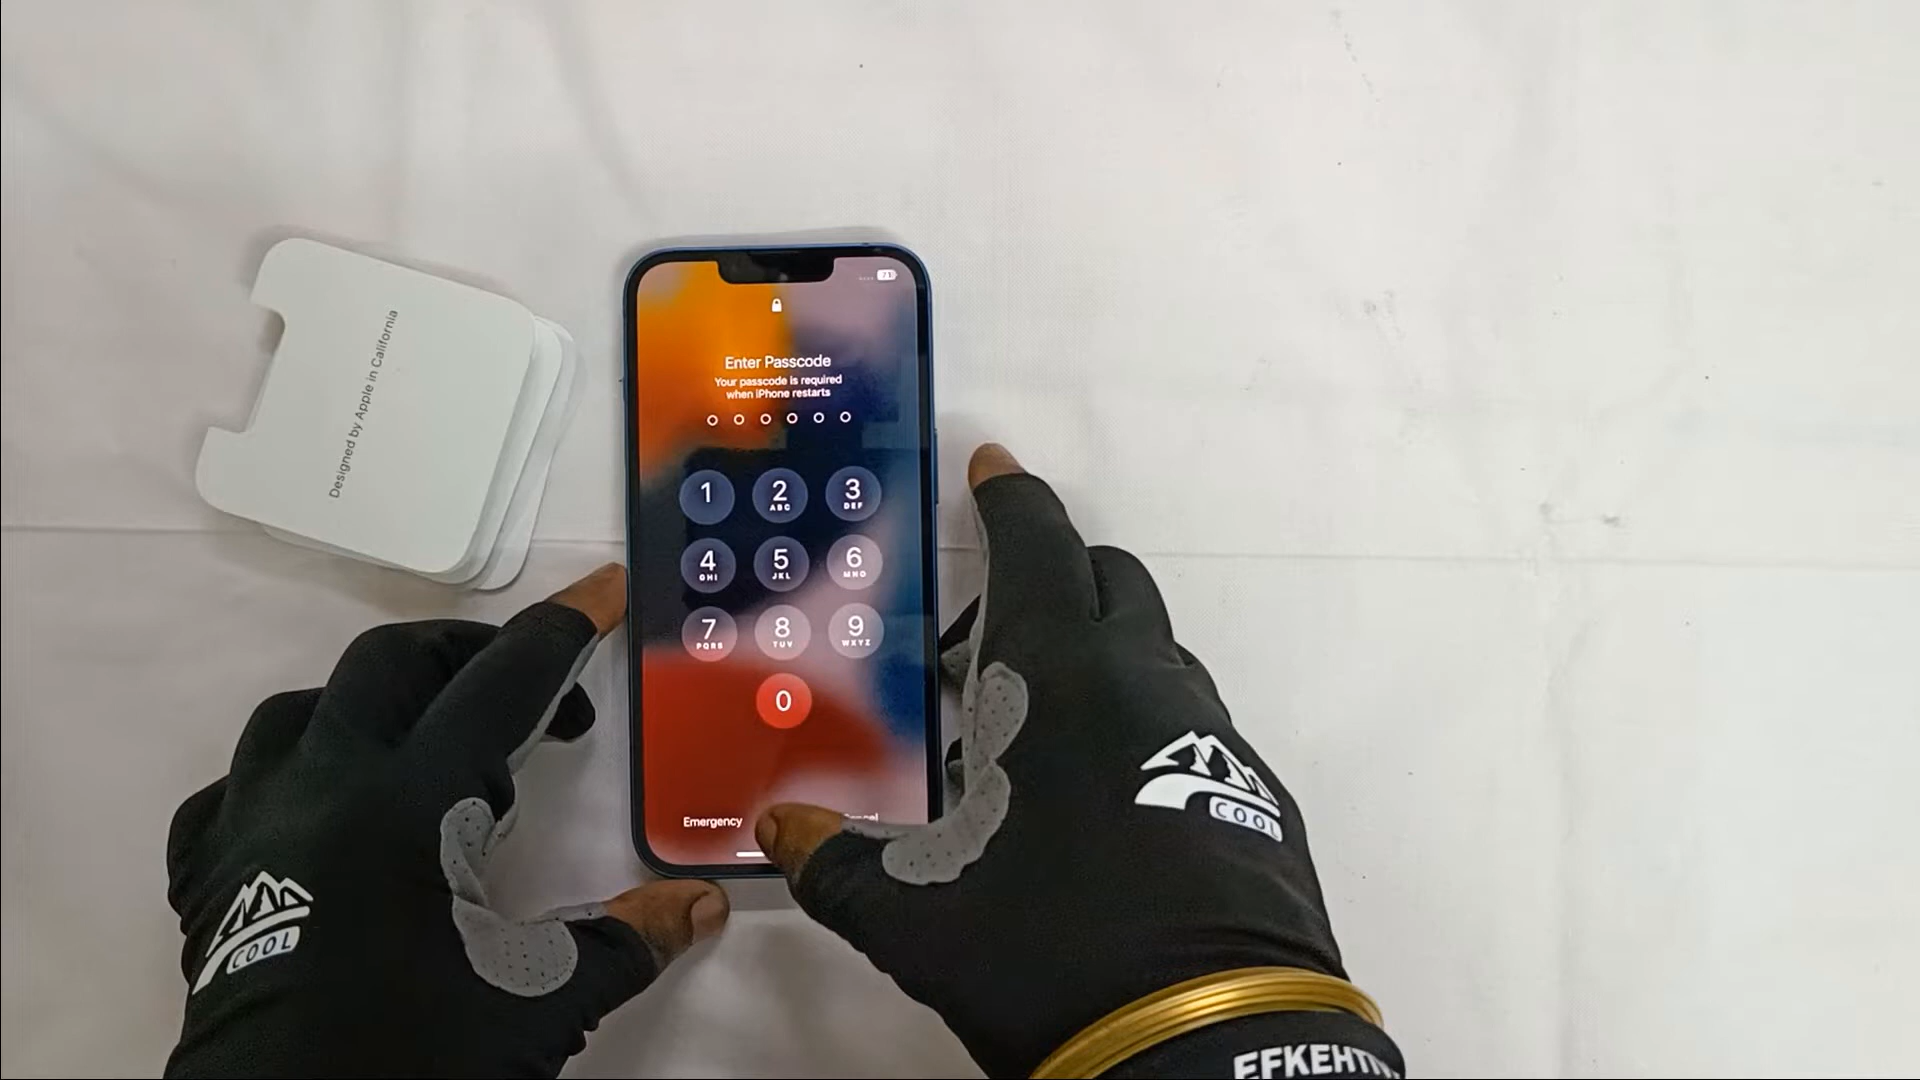 71
Designed by Apple in California
Enter Passcode
Your passcode is required
when iPhone restarts
1
2
ABC
3
DEF
4
GHI
5
JKL
6
MNO
7
PQRS
8
TUV
9
WXYZ
0
Emergency
COOL
COOL